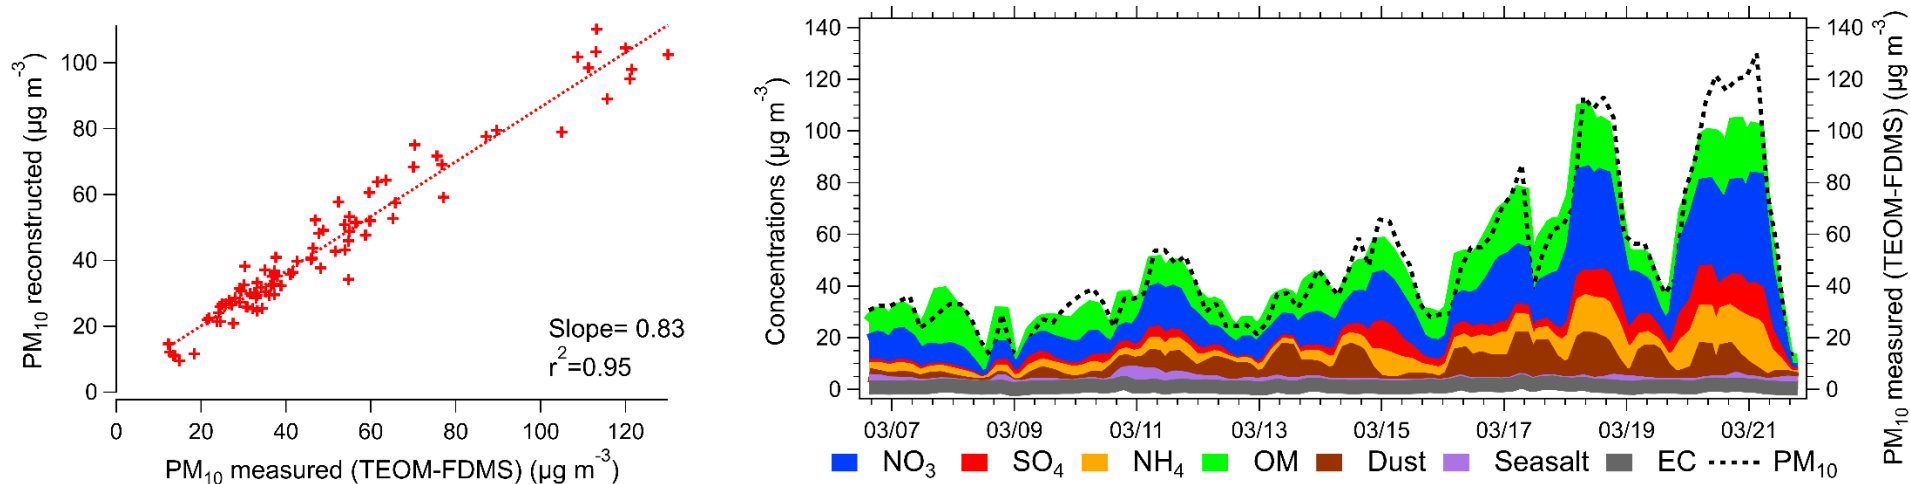 PM10 reconstructed (µg m-3)
100
80
60
40
20
0
0 20 40 60 80 100 120
PM10 measured (TEOM-FDMS) (µg m-3)
Slope= 0.83
r2=0.95
Concentrations (µg m-3)
140
120
100
80
60
40
20
0
03/07 03/09 03/11 03/13 03/15 03/17 03/19 03/21
140
120
100
80
60
40
20
0
PM10 measured (TEOM-FDMS) (µg m-3)
NO3 SO4 NH4 OM Dust Seasalt EC PM10